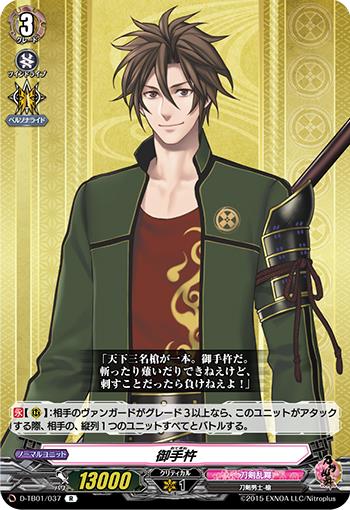 3
グレード
ツインドライブ
ペルソナライド
「天下三名槍が一本。御手杵だ。
斬ったり薙いだりできねえけど、
刺すことだったら負けねえよ！」
永【V】：相手のヴァンガードがグレード３以上なら、このユニットがアタック
する際、相手の、縦列１つのユニットすべてとバトルする。
ノーマルユニット
おてぎね
御手杵
パワー 13000
クリティカル
1
刀剣乱舞
刀剣男士：槍
D-TB01/037 R
©2015 EXNOA LLC/Nitroplus